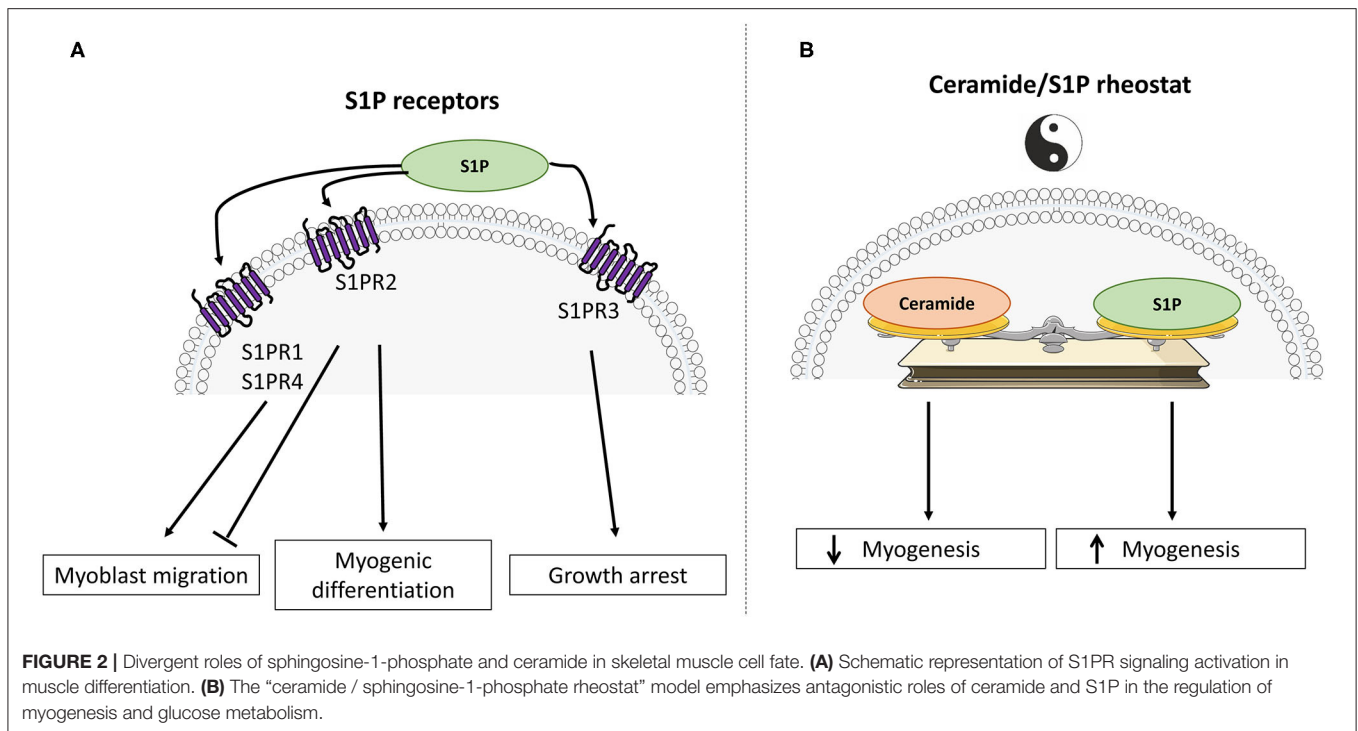 A
S1P receptors
S1P
S1PR2
S1PR3
S1PR1
S1PR4
Myoblast migration
Myogenic
differentiation
Growth arrest
B
Ceramide/S1P rheostat
Ceramide
S1P
↓ Myogenesis
↑ Myogenesis
FIGURE 2 | Divergent roles of sphingosine-1-phosphate and ceramide in skeletal muscle cell fate. (A) Schematic representation of S1PR signaling activation in
muscle differentiation. (B) The “ceramide / sphingosine-1-phosphate rheostat” model emphasizes antagonistic roles of ceramide and S1P in the regulation of
myogenesis and glucose metabolism.